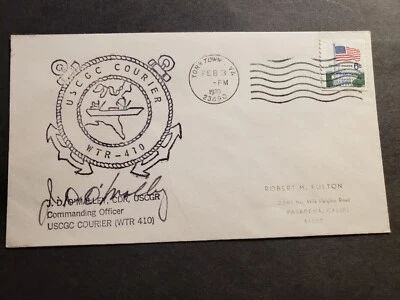 USCGC COURIER
WTR-410
YORKTOWN, VA
FEB
-PM
J. D. O'MALLEY, CDR, USCGR
Commanding Officer
USCGC COURIER (WTR 410)
ROBERT M. FULTON
PASADENA, CALIF.